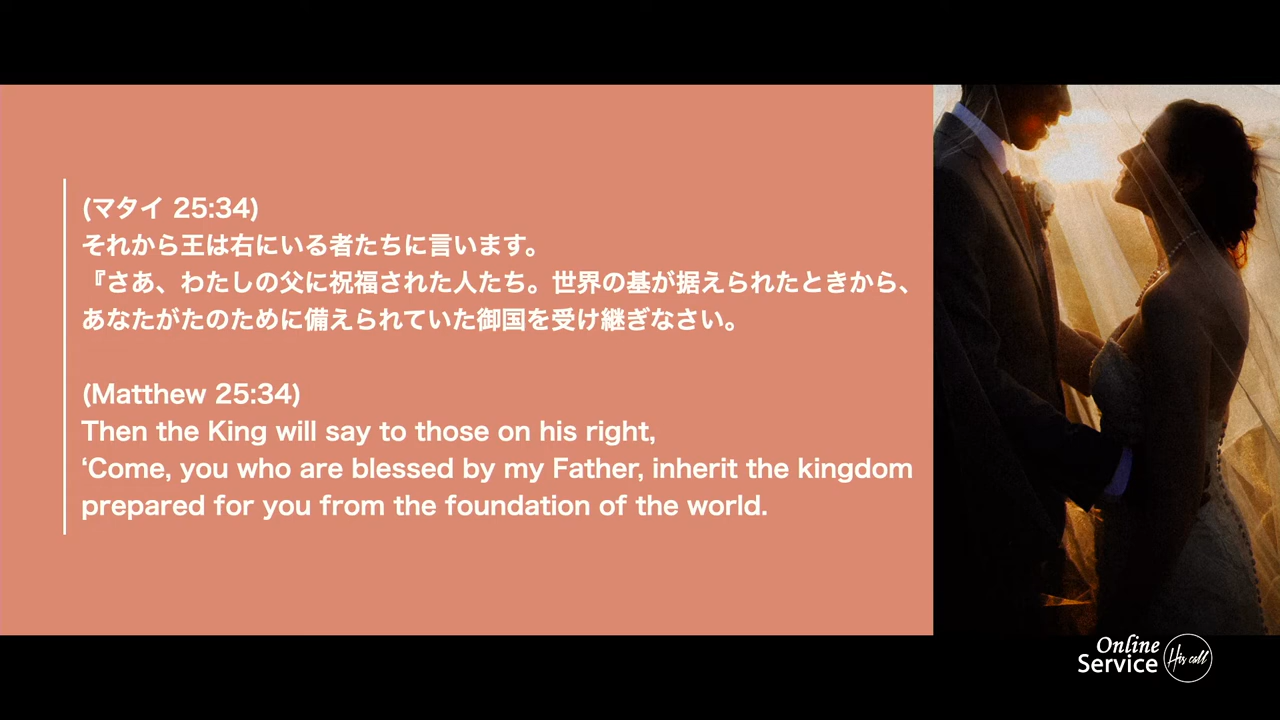 (マタイ 25:34)
それから王は右にいる者たちに言います。
『さあ、わたしの父に祝福された人たち。世界の基が据えられたときから、
あなたがたのために備えられていた御国を受け継ぎなさい。
(Matthew 25:34)
Then the King will say to those on his right,
‘Come, you who are blessed by my Father, inherit the kingdom
prepared for you from the foundation of the world.
Online
Service
His call